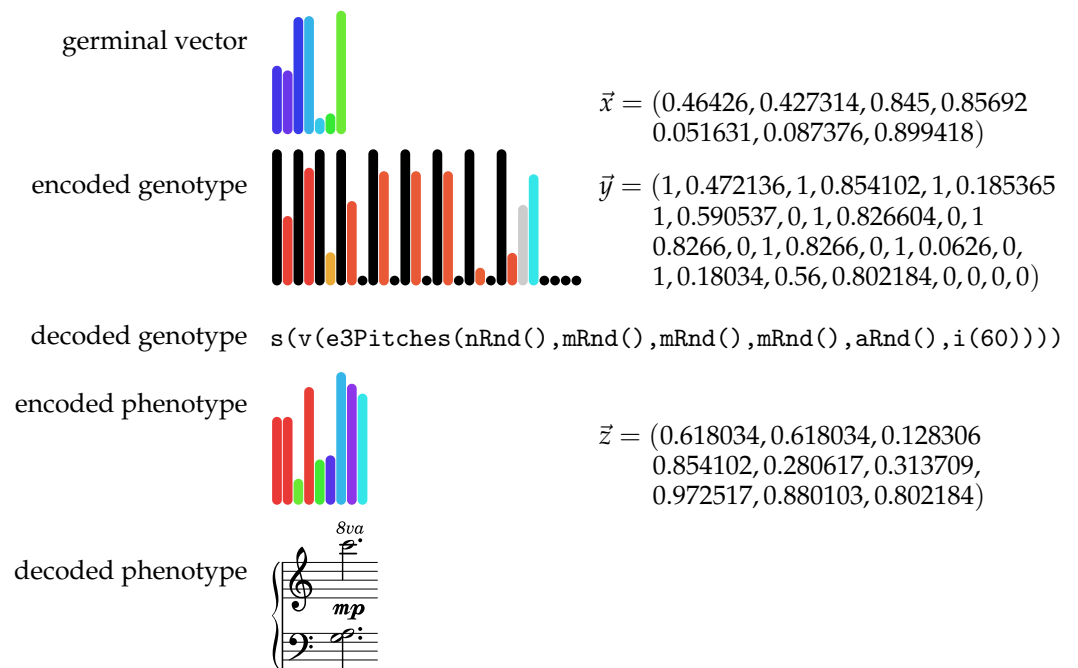 germinal vector
x⃗ = (0.46426, 0.427314, 0.845, 0.85692
0.051631, 0.087376, 0.899418)
encoded genotype
y⃗ = (1, 0.472136, 1, 0.854102, 1, 0.185365
1, 0.590537, 0, 1, 0.826604, 0, 1
0.8266, 0, 1, 0.8266, 0, 1, 0.0626, 0,
1, 0.18034, 0.56, 0.802184, 0, 0, 0, 0)
decoded genotype s(v(e3Pitches(nRnd(),mRnd(),mRnd(),mRnd(),aRnd(),i(60))))
encoded phenotype
z⃗ = (0.618034, 0.618034, 0.128306
0.854102, 0.280617, 0.313709,
0.972517, 0.880103, 0.802184)
8va
decoded phenotype
mp